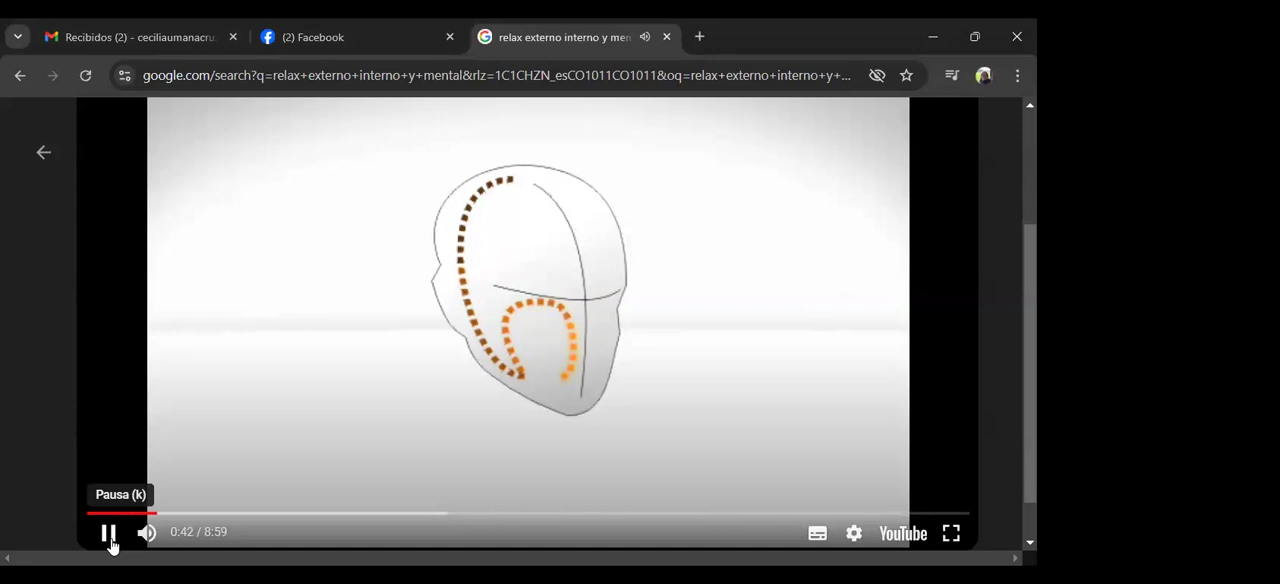 Recibidos (2) - ceciliaumanacru
(2) Facebook
relax externo interno y men
google.com/search?q=relax+externo+interno+y+mental&rlz=1C1CHZN_esCO1011CO1011&oq=relax+externo+interno+y+...
Pausa (k)
0:42 / 8:59
YouTube